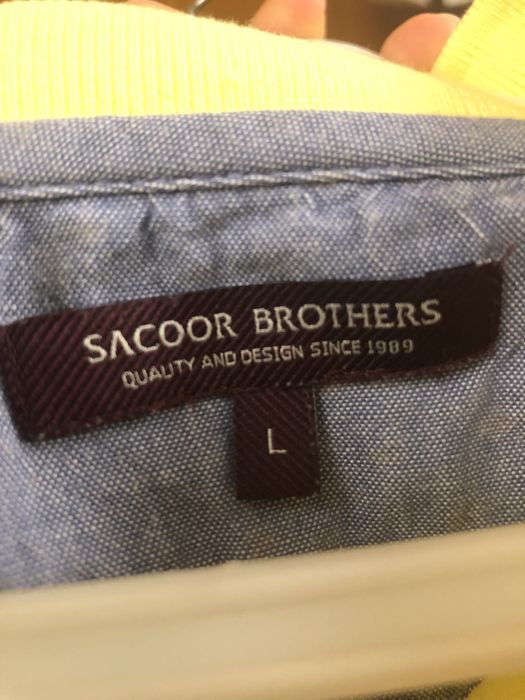 SACOOR BROTHERS
QUALITY AND DESIGN SINCE 1989
L